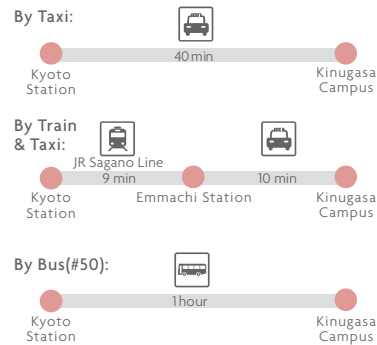 By Taxi:
40 min
Kyoto
Station
Kinugasa
Campus
By Train
& Taxi:
JR Sagano Line
9 min
10 min
Kyoto
Station
Emmachi Station
Kinugasa
Campus
By Bus(#50):
1 hour
Kyoto
Station
Kinugasa
Campus